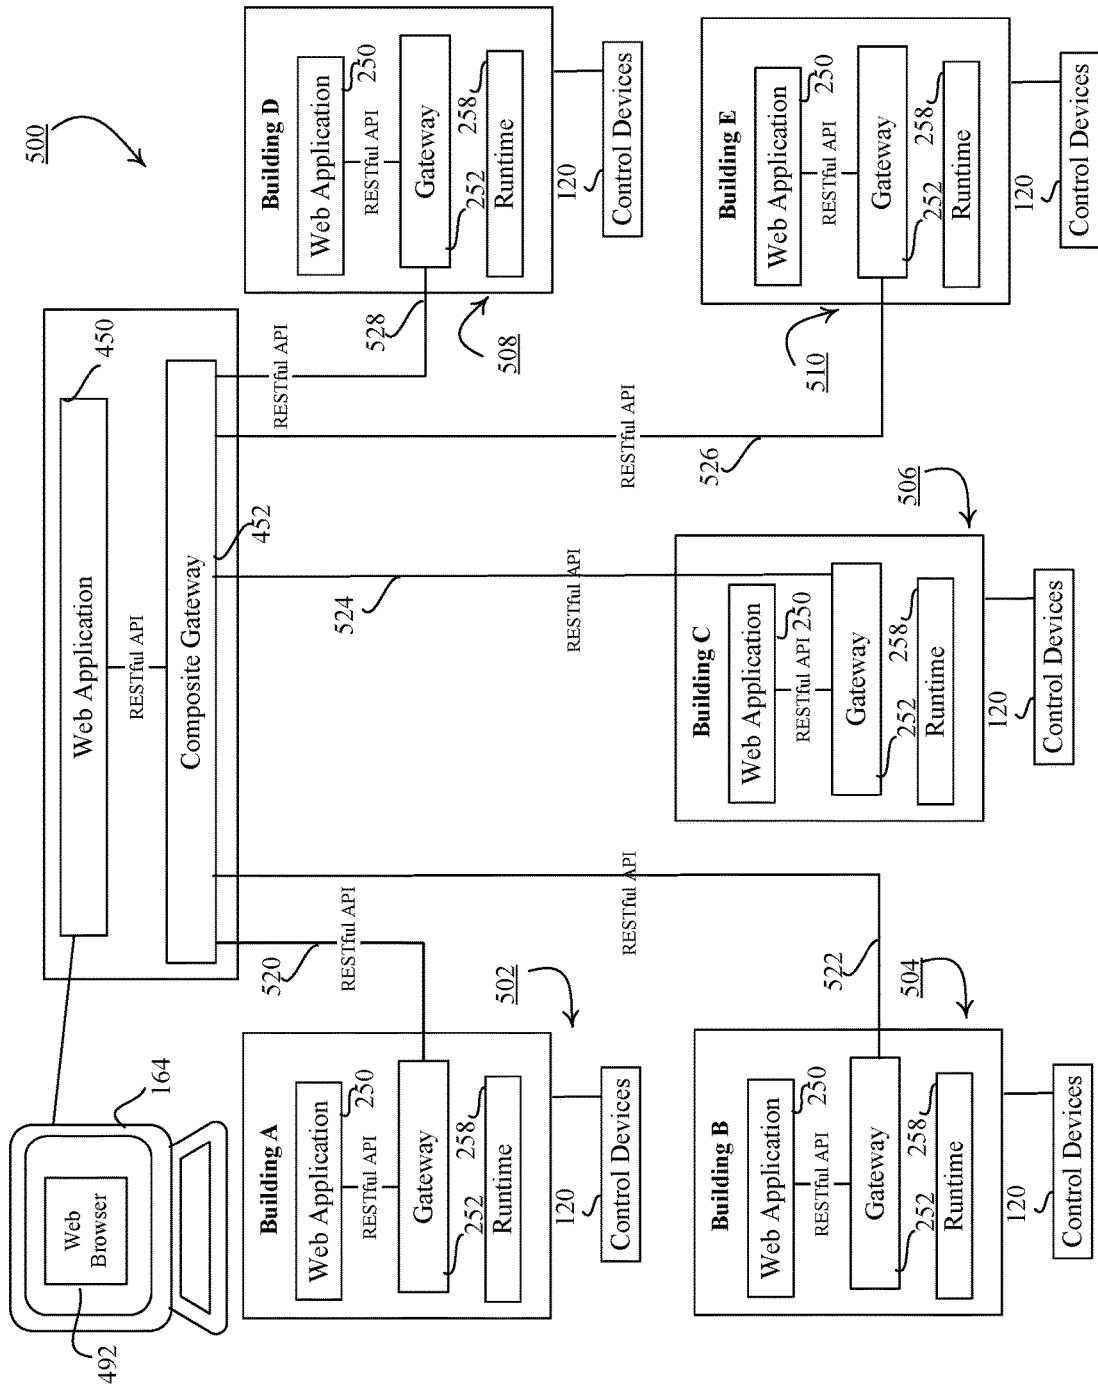 500
492
Web
Browser
164
Web Application
450
RESTful API
Composite Gateway
452
520
RESTful API
522
RESTful API
524
RESTful API
526
RESTful API
528
RESTful API
Building A
Web Application
250
RESTful API
Gateway
252
258
Runtime
502
120
Control Devices
Building D
Web Application
250
RESTful API
Gateway
252
258
Runtime
508
120
Control Devices
Building B
Web Application
250
RESTful API
Gateway
252
258
Runtime
504
120
Control Devices
Building C
Web Application
250
RESTful API
Gateway
252
258
Runtime
506
120
Control Devices
Building E
Web Application
250
RESTful API
Gateway
252
258
Runtime
510
120
Control Devices